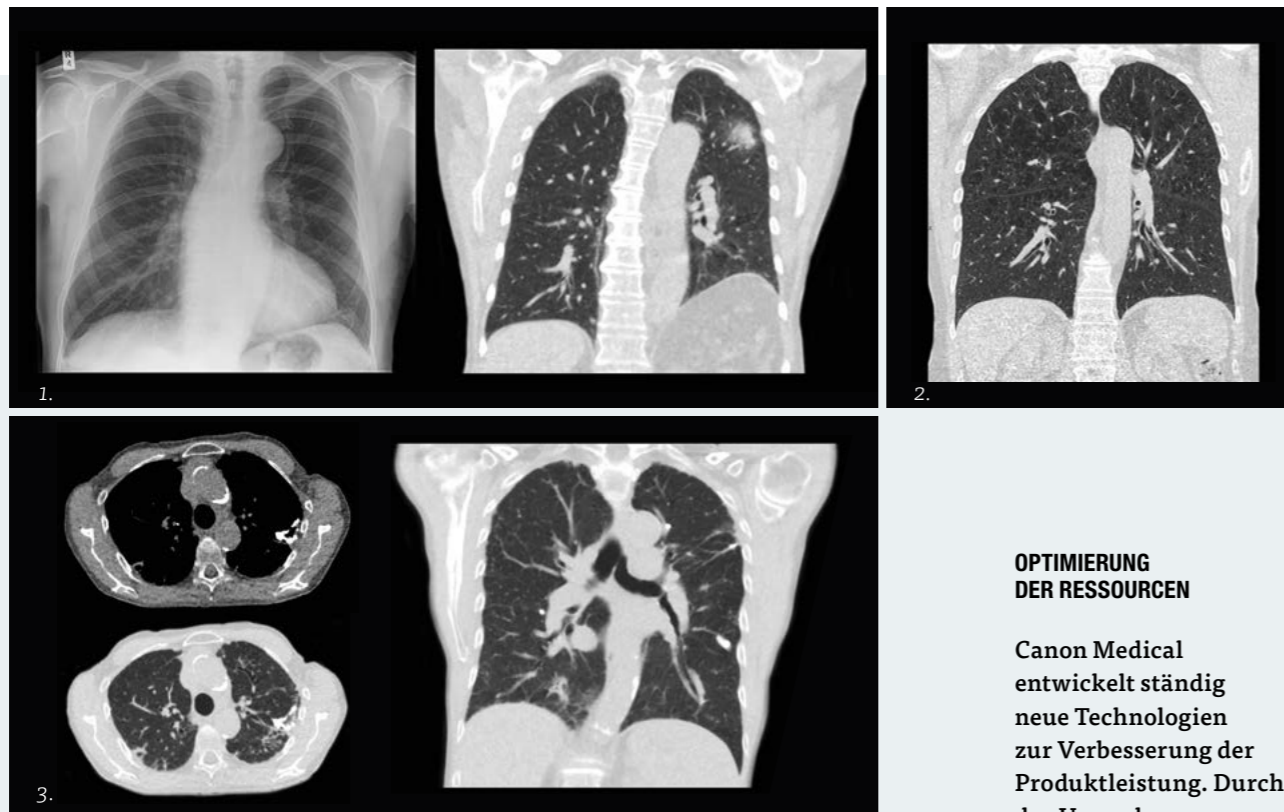 R
1.
2.
3.
OPTIMIERUNG
DER RESSOURCEN
Canon Medical
entwickelt ständig
neue Technologien
zur Verbesserung der
Produktleistung. Durch